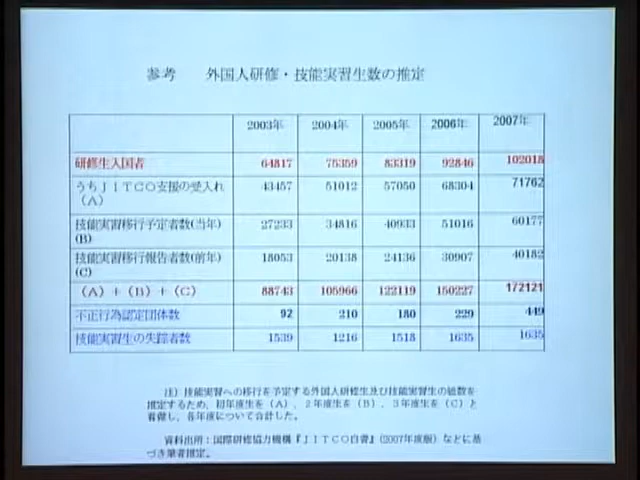 参考　外国人研修・技能実習生数の推定
2003年 2004年 2005年 2006年 2007年
研修生入国者 64817 75359 83319 92846 102018
うちＪＩＴＣＯ支援の受入れ（A） 43457 51012 57050 68304 71762
技能実習移行予定者数(当年)(B) 27233 34816 40933 51016 60177
技能実習移行報告者数(前年)(C) 18053 20138 24136 30907 40182
（A）＋（B）＋（C） 88743 105966 122119 150227 172121
不正行為認定団体数 92 210 180 229 449
技能実習生の失踪者数 1539 1216 1518 1635 1635
注）技能実習への移行を予定する外国人研修生及び技能実習生の総数を
推定するため、初年度生を（A）、２年度生を（B）、３年度生を（C）と
看做し、各年度について合計した。
資料出所：国際研修協力機構『ＪＩＴＣＯ白書』(2007年度版) などに基
づき筆者推定。